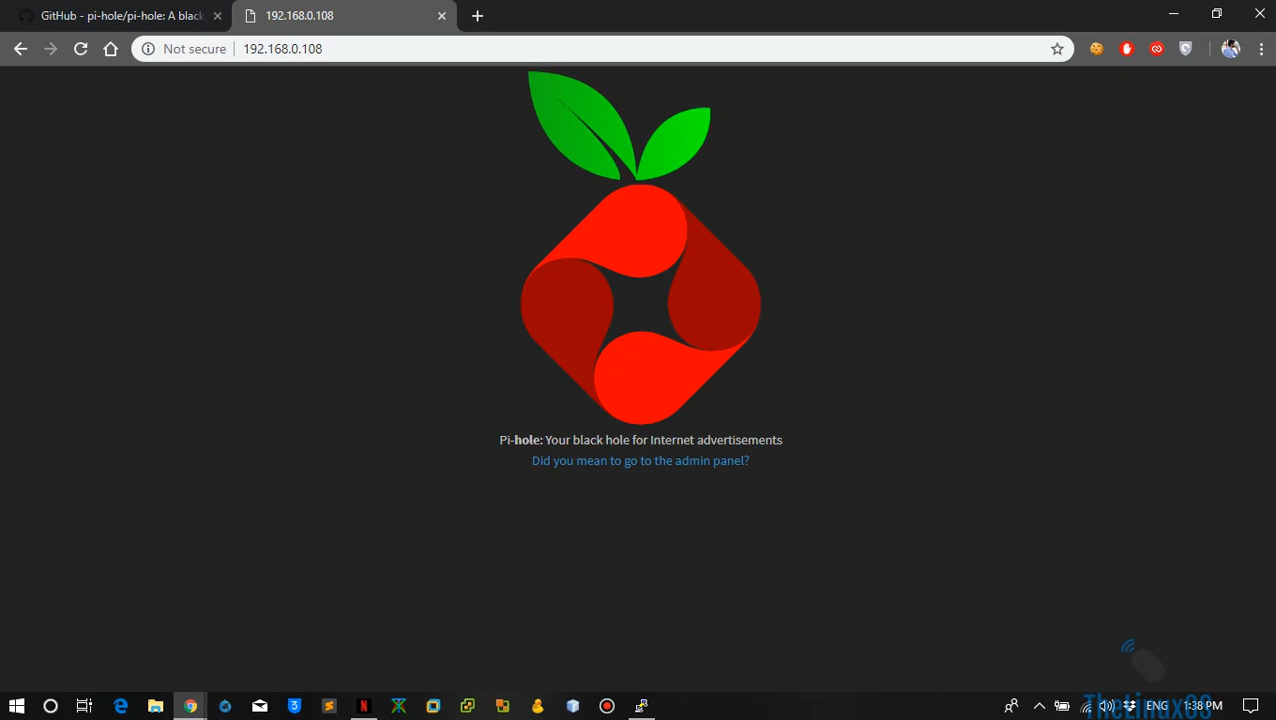 GitHub - pi-hole/pi-hole: A black
192.168.0.108
Not secure
192.168.0.108
Pi-hole: Your black hole for Internet advertisements
Did you mean to go to the admin panel?
ENG
1:38 PM